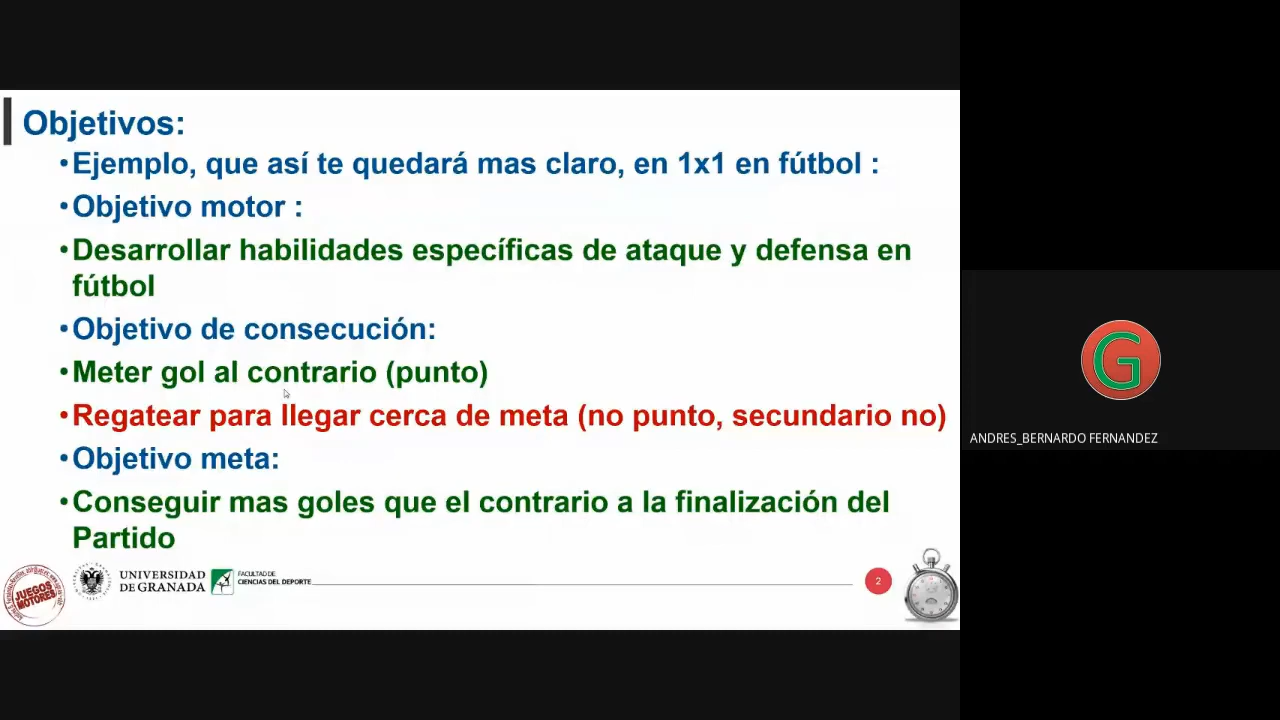 Objetivos:
•Ejemplo, que así te quedará mas claro, en 1x1 en fútbol :
•Objetivo motor :
•Desarrollar habilidades específicas de ataque y defensa en
fútbol
•Objetivo de consecución:
•Meter gol al contrario (punto)
•Regatear para llegar cerca de meta (no punto, secundario no)
•Objetivo meta:
•Conseguir mas goles que el contrario a la finalización del
Partido
JUEGOS
MOTORES
UNIVERSIDAD
DE GRANADA
FACULTAD DE
CIENCIAS DEL DEPORTE
2
G
ANDRES_BERNARDO FERNANDEZ